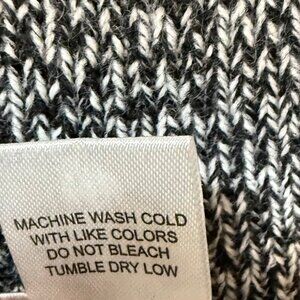 MACHINE WASH COLD
WITH LIKE COLORS
DO NOT BLEACH
TUMBLE DRY LOW